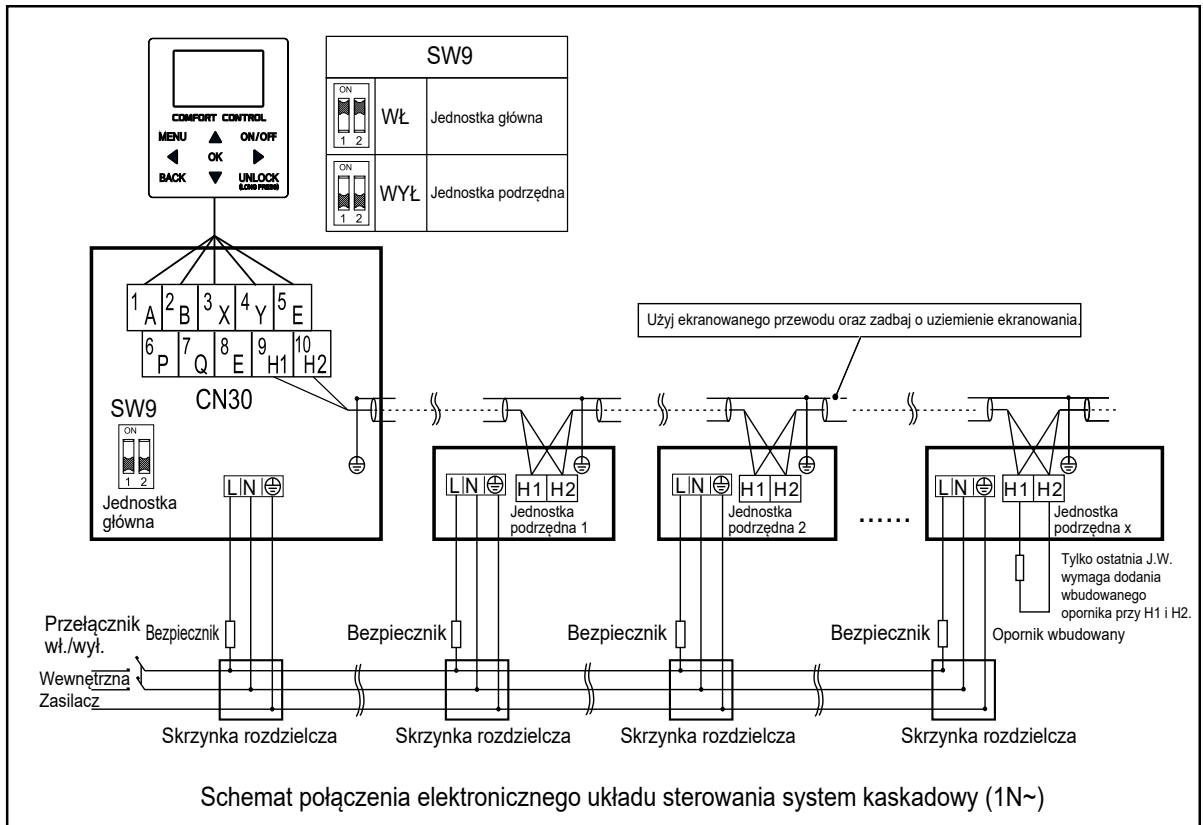 COMFORT CONTROL
MENU ▲ ON/OFF
◀ OK ▶
BACK ▼ UNLOCK
(LONG PRESS)
SW9
ON
1 2
WŁ
Jednostka główna
ON
1 2
WYŁ
Jednostka podrzędna
1 A 2 B 3 X 4 Y 5 E
6 P 7 Q 8 E 9 H1 10 H2
CN30
SW9
ON
1 2
Jednostka
główna
L N
Użyj ekranowanego przewodu oraz zadbaj o uziemienie ekranowania.
L N
H1 H2
Jednostka
podrzędna 1
L N
H1 H2
Jednostka
podrzędna 2
......
L N
H1 H2
Jednostka
podrzędna x
Tylko ostatnia J.W.
wymaga dodania
wbudowanego
opornika przy H1 i H2.
Opornik wbudowany
Przełącznik
wł./wył.
Bezpiecznik
Bezpiecznik
Bezpiecznik
Bezpiecznik
Wewnętrzna
Zasilacz
Skrzynka rozdzielcza
Skrzynka rozdzielcza
Skrzynka rozdzielcza
Skrzynka rozdzielcza
Schemat połączenia elektronicznego układu sterowania system kaskadowy (1N~)